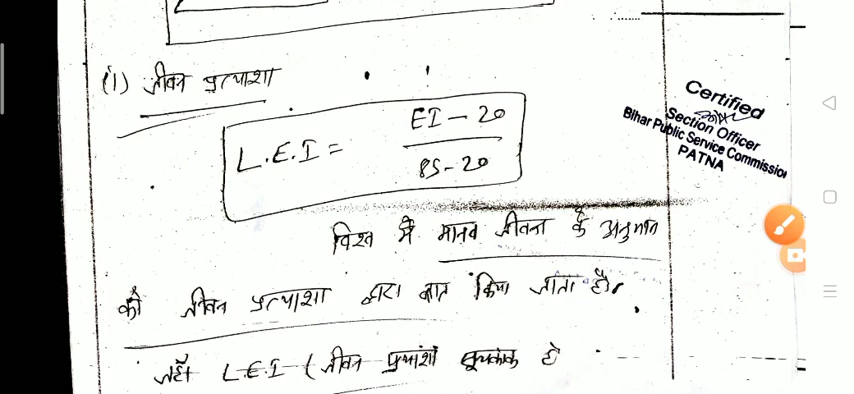 (1) जीवन प्रत्याशा
L.E.I = EI - 20
85-20
विश्व में मानव जीवन के अनुमान
को जीवन प्रत्याशा द्वारा ज्ञात किया जाता है।
जहाँ L.E.I (जीवन प्रत्याशा सूचकांक है
Certified
Section Officer
Bihar Public Service Commission
PATNA